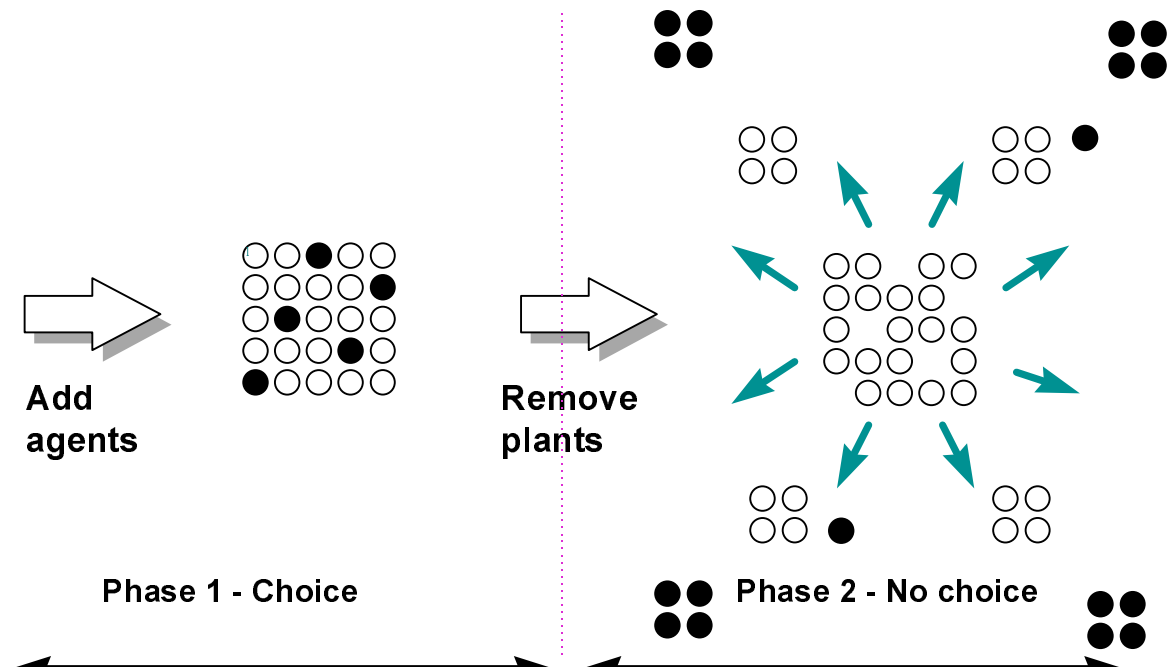 Add
agents
Remove
plants
Phase 1 - Choice
Phase 2 - No choice